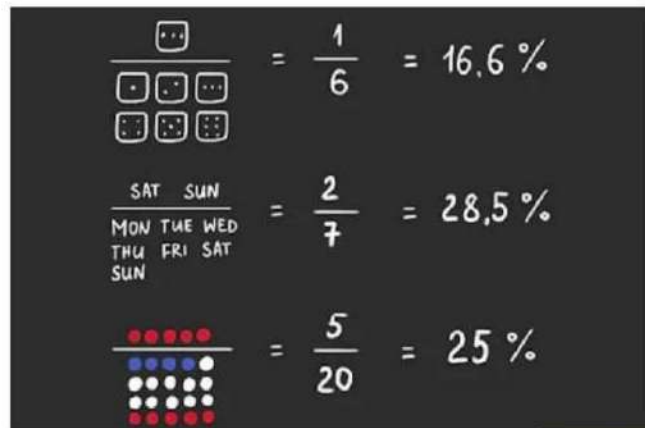 1
= — = 16,6 %
6
SAT SUN
MON TUE WED
THU FRI SAT
SUN
2
= — = 28,5 %
7
5
= — = 25 %
20